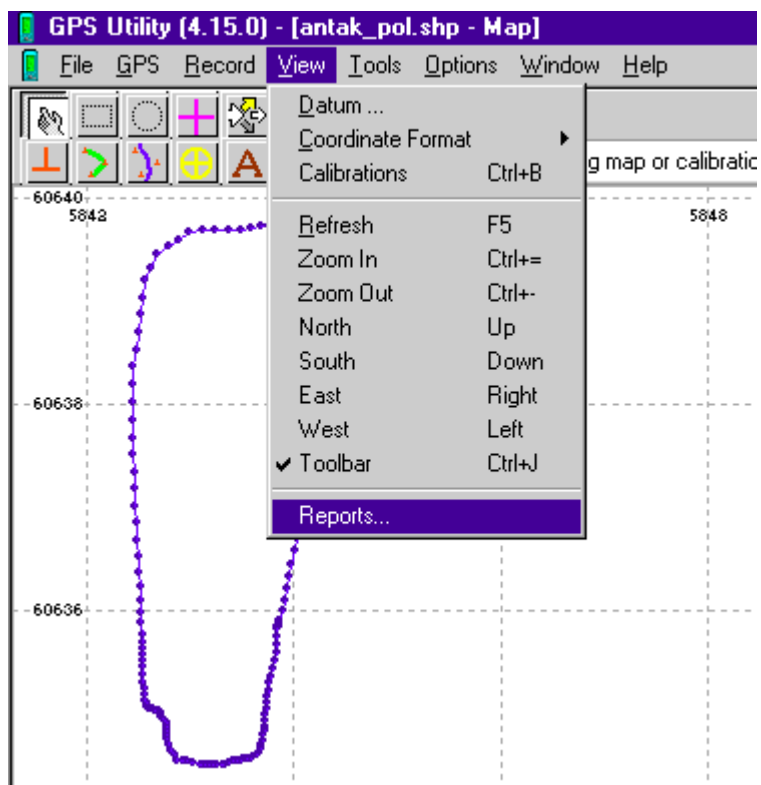 GPS Utility (4.15.0) - [antak_pol.shp - Map]
File GPS Record View Tools Options Window Help
Datum ...
Coordinate Format
Calibrations Ctrl+B
g map or calibratio
A
60640
5842
5848
Refresh F5
Zoom In Ctrl+=
Zoom Out Ctrl+-
North Up
South Down
East Right
60638
West Left
Toolbar Ctrl+J
Reports...
60636